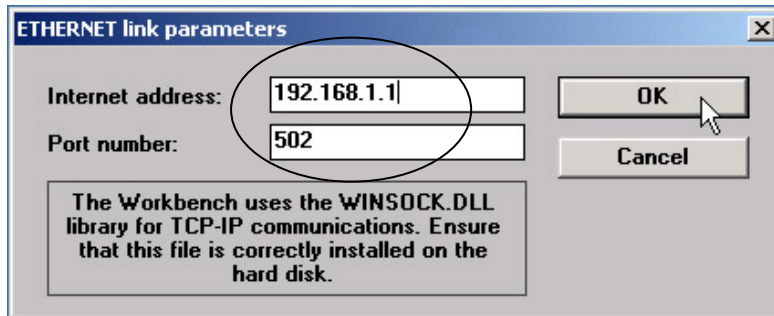 ETHERNET link parameters
Internet address: 192.168.1.1 OK
Port number: 502 Cancel
The Workbench uses the WINSOCK.DLL
library for TCP-IP communications. Ensure
that this file is correctly installed on the
hard disk.